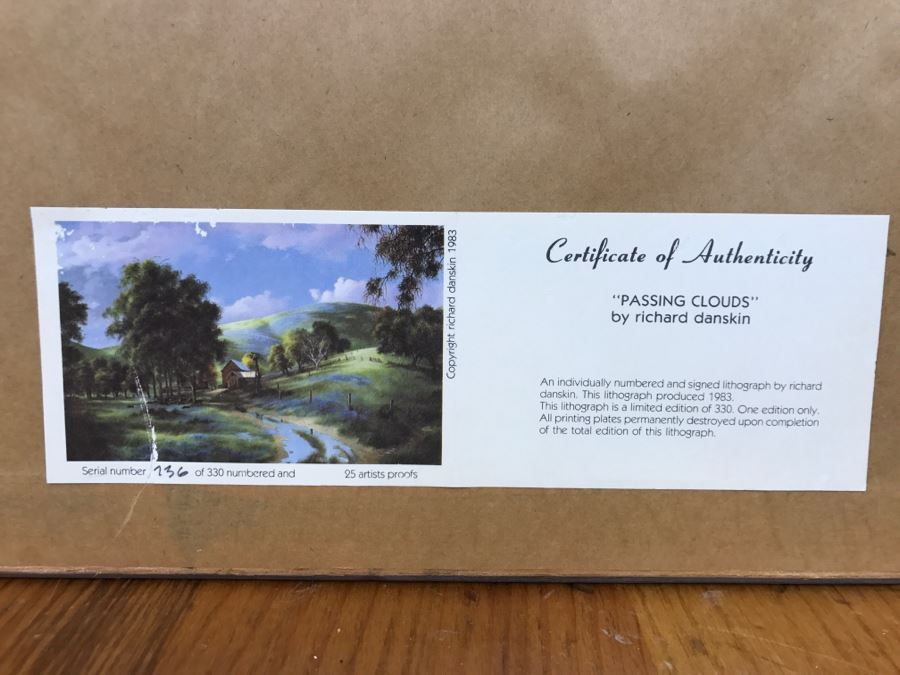 Certificate of Authenticity
"PASSING CLOUDS"
by richard danskin
An individually numbered and signed lithograph by richard
danskin. This lithograph produced 1983.
This lithograph is a limited edition of 330. One edition only.
All printing plates permanently destroyed upon completion
of the total edition of this lithograph.
Copyright richard danskin 1983
Serial number of 330 numbered and 25 artists proofs